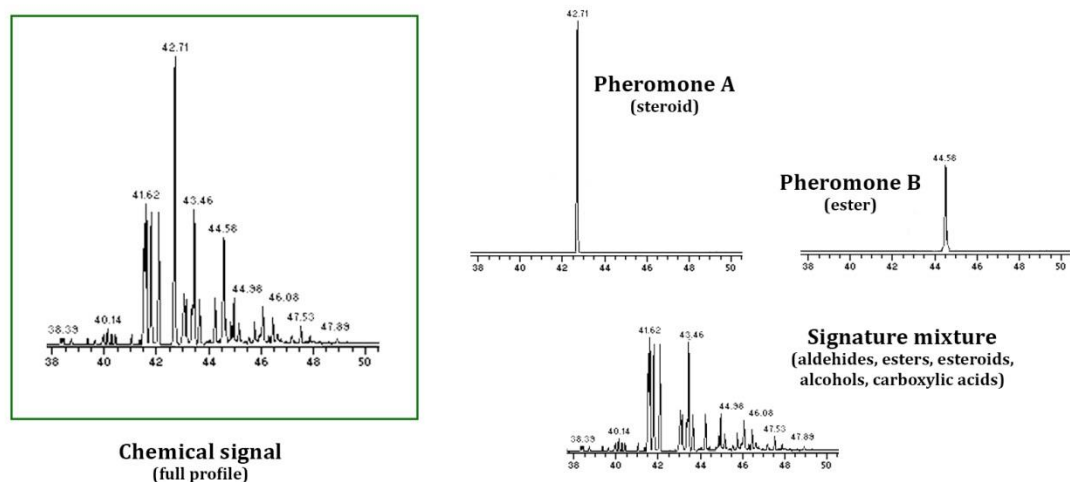 42.71
41.62
43.46
44.58
44.98
46.08
47.53
47.89
40.14
38.39
38 40 42 44 46 48 50
Chemical signal
(full profile)
42.71
Pheromone A
(steroid)
38 40 42 44 46 48 50
44.58
Pheromone B
(ester)
38 40 42 44 46 48 50
41.62 43.46
Signature mixture
(aldehides, esters, esteroids,
alcohols, carboxylic acids)
44.98
46.08
47.53
47.89
40.14
38.39
38 40 42 44 46 48 50